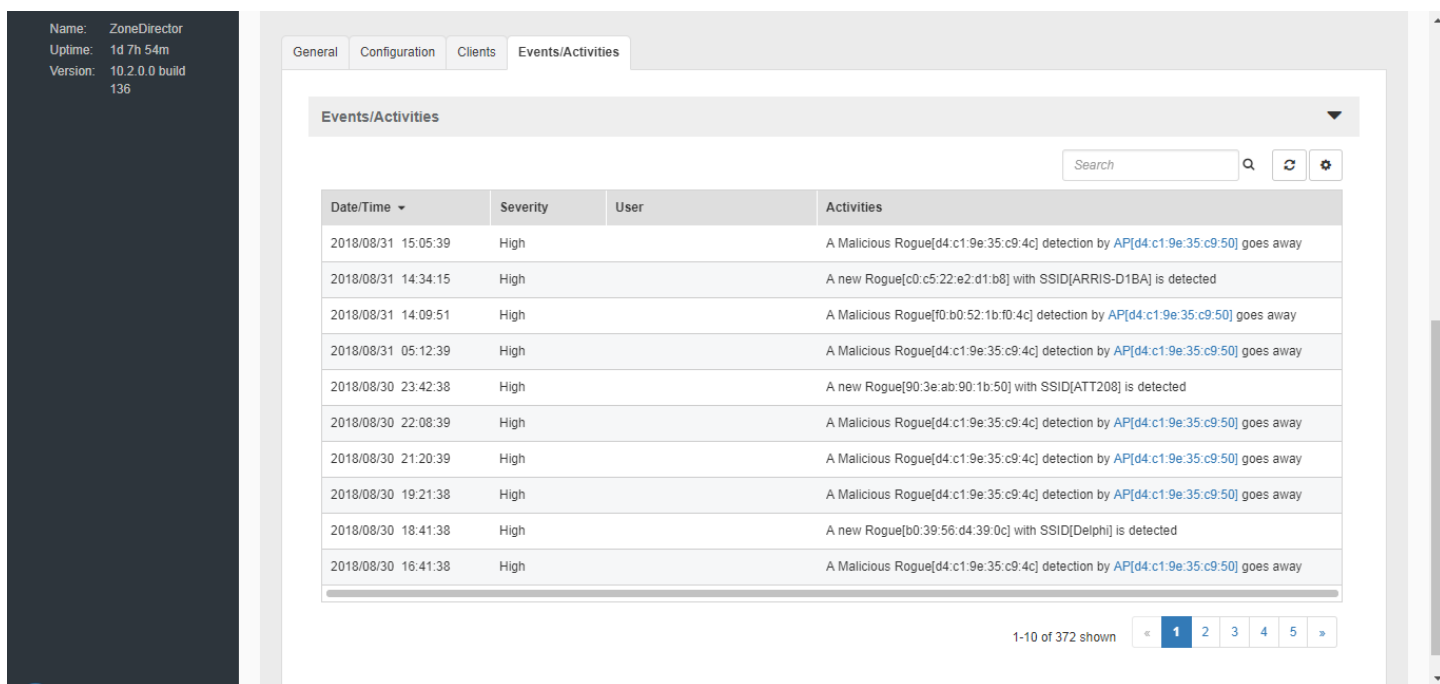 Name: ZoneDirector
Uptime: 1d 7h 54m
Version: 10.2.0.0 build
136
General Configuration Clients Events/Activities
Events/Activities
Search
Date/Time Severity User Activities
2018/08/31 15:05:39 High A Malicious Rogue[d4:c1:9e:35:c9:4c] detection by AP[d4:c1:9e:35:c9:50] goes away
2018/08/31 14:34:15 High A new Rogue[c0:c5:22:e2:d1:b8] with SSID[ARRIS-D1BA] is detected
2018/08/31 14:09:51 High A Malicious Rogue[f0:b0:52:1b:f0:4c] detection by AP[d4:c1:9e:35:c9:50] goes away
2018/08/31 05:12:39 High A Malicious Rogue[d4:c1:9e:35:c9:4c] detection by AP[d4:c1:9e:35:c9:50] goes away
2018/08/30 23:42:38 High A new Rogue[90:3e:ab:90:1b:50] with SSID[ATT208] is detected
2018/08/30 22:08:39 High A Malicious Rogue[d4:c1:9e:35:c9:4c] detection by AP[d4:c1:9e:35:c9:50] goes away
2018/08/30 21:20:39 High A Malicious Rogue[d4:c1:9e:35:c9:4c] detection by AP[d4:c1:9e:35:c9:50] goes away
2018/08/30 19:21:38 High A Malicious Rogue[d4:c1:9e:35:c9:4c] detection by AP[d4:c1:9e:35:c9:50] goes away
2018/08/30 18:41:38 High A new Rogue[b0:39:56:d4:39:0c] with SSID[Delphi] is detected
2018/08/30 16:41:38 High A Malicious Rogue[d4:c1:9e:35:c9:4c] detection by AP[d4:c1:9e:35:c9:50] goes away
1-10 of 372 shown « 1 2 3 4 5 »